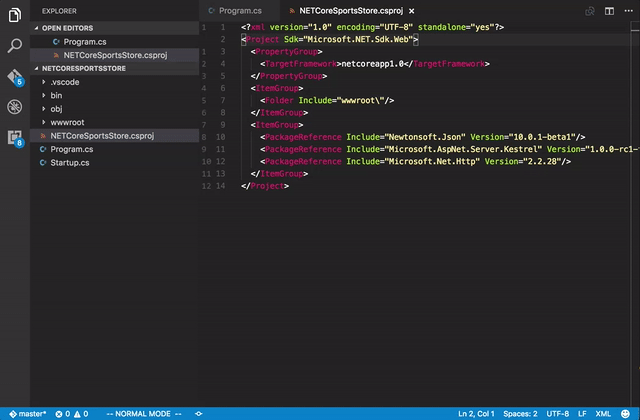 EXPLORER
OPEN EDITORS
Program.cs
NETCoreSportsStore.csproj
NETCORESPORTSSTORE
.vscode
bin
obj
wwwroot
NETCoreSportsStore.csproj
Program.cs
Startup.cs
5
8
Program.cs
NETCoreSportsStore.csproj ×
1 1 <?xml version="1.0" encoding="UTF-8" standalone="yes"?>
2 <Project Sdk="Microsoft.NET.Sdk.Web">
1 3 <PropertyGroup>
2 4 <TargetFramework>netcoreapp1.0</TargetFramework>
3 5 </PropertyGroup>
4 6 <ItemGroup>
5 7 <Folder Include="wwwroot\"/>
6 8 </ItemGroup>
7 9 <ItemGroup>
8 10 <PackageReference Include="Newtonsoft.Json" Version="10.0.1-beta1"/>
9 11 <PackageReference Include="Microsoft.AspNet.Server.Kestrel" Version="1.0.0-rc1-
10 12 <PackageReference Include="Microsoft.Net.Http" Version="2.2.28"/>
11 13 </ItemGroup>
12 14 </Project>
master* 0 0 -- NORMAL MODE -- Ln 2, Col 1 Spaces: 2 UTF-8 LF XML